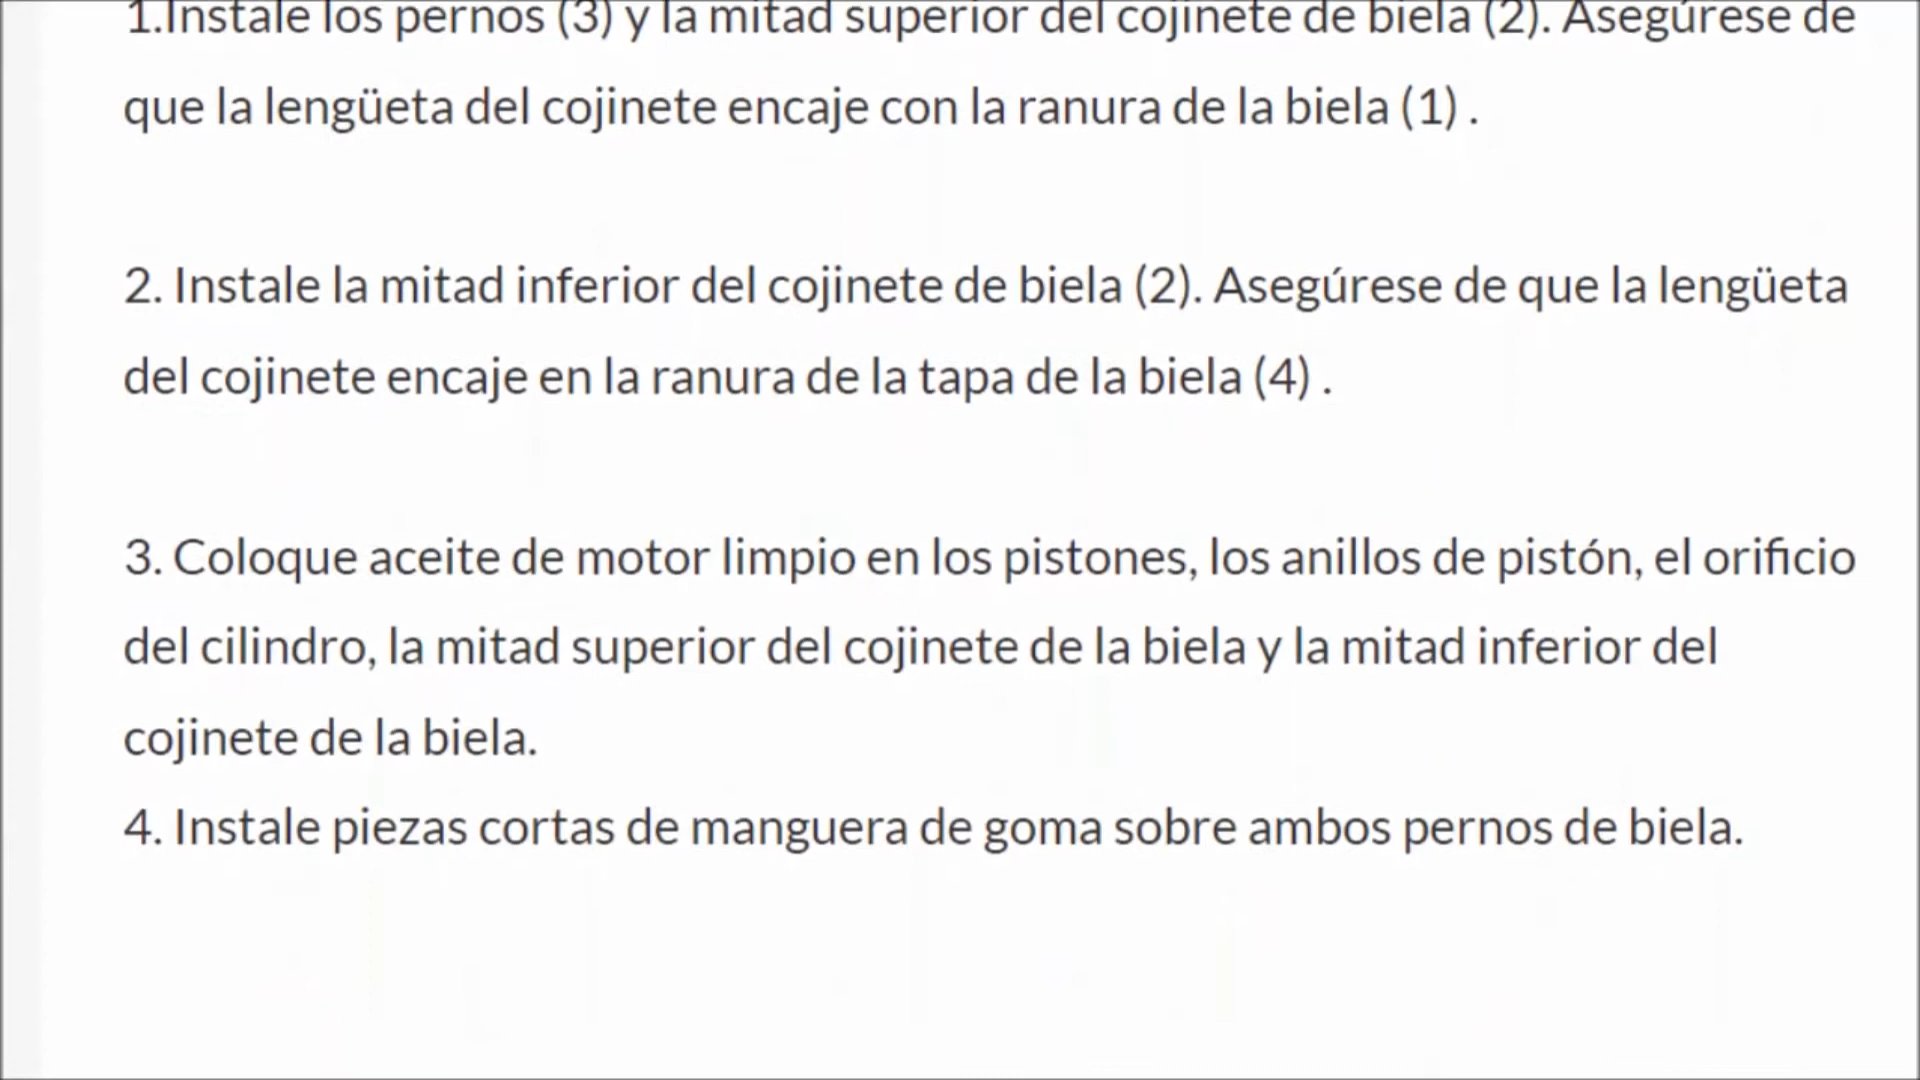 1.Instale los pernos (3) y la mitad superior del cojinete de biela (2). Asegúrese de
que la lengüeta del cojinete encaje con la ranura de la biela (1) .
2. Instale la mitad inferior del cojinete de biela (2). Asegúrese de que la lengüeta
del cojinete encaje en la ranura de la tapa de la biela (4) .
3. Coloque aceite de motor limpio en los pistones, los anillos de pistón, el orificio
del cilindro, la mitad superior del cojinete de la biela y la mitad inferior del
cojinete de la biela.
4. Instale piezas cortas de manguera de goma sobre ambos pernos de biela.